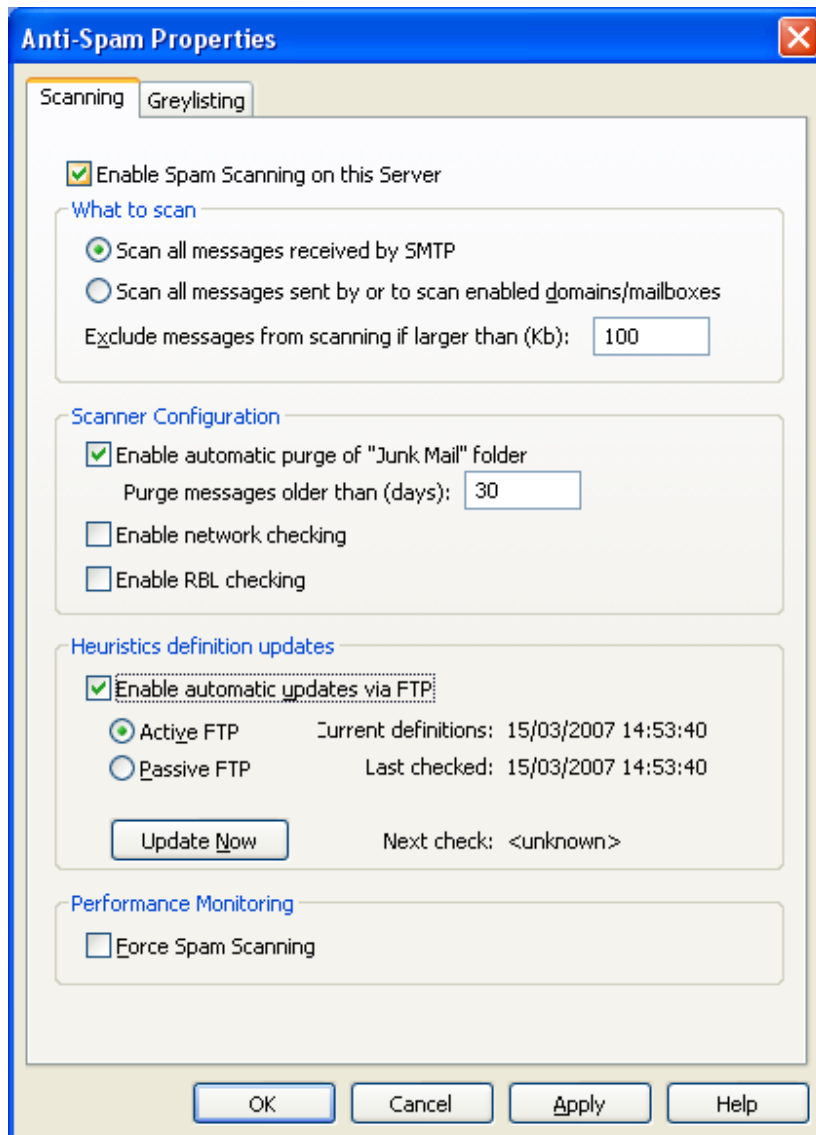 Anti-Spam Properties
Scanning
Greylisting
Enable Spam Scanning on this Server
What to scan
Scan all messages received by SMTP
Scan all messages sent by or to scan enabled domains/mailboxes
Exclude messages from scanning if larger than (Kb): 100
Scanner Configuration
Enable automatic purge of "Junk Mail" folder
Purge messages older than (days): 30
Enable network checking
Enable RBL checking
Heuristics definition updates
Enable automatic updates via FTP
Active FTP Current definitions: 15/03/2007 14:53:40
Passive FTP Last checked: 15/03/2007 14:53:40
Update Now Next check: <unknown>
Performance Monitoring
Force Spam Scanning
OK Cancel Apply Help